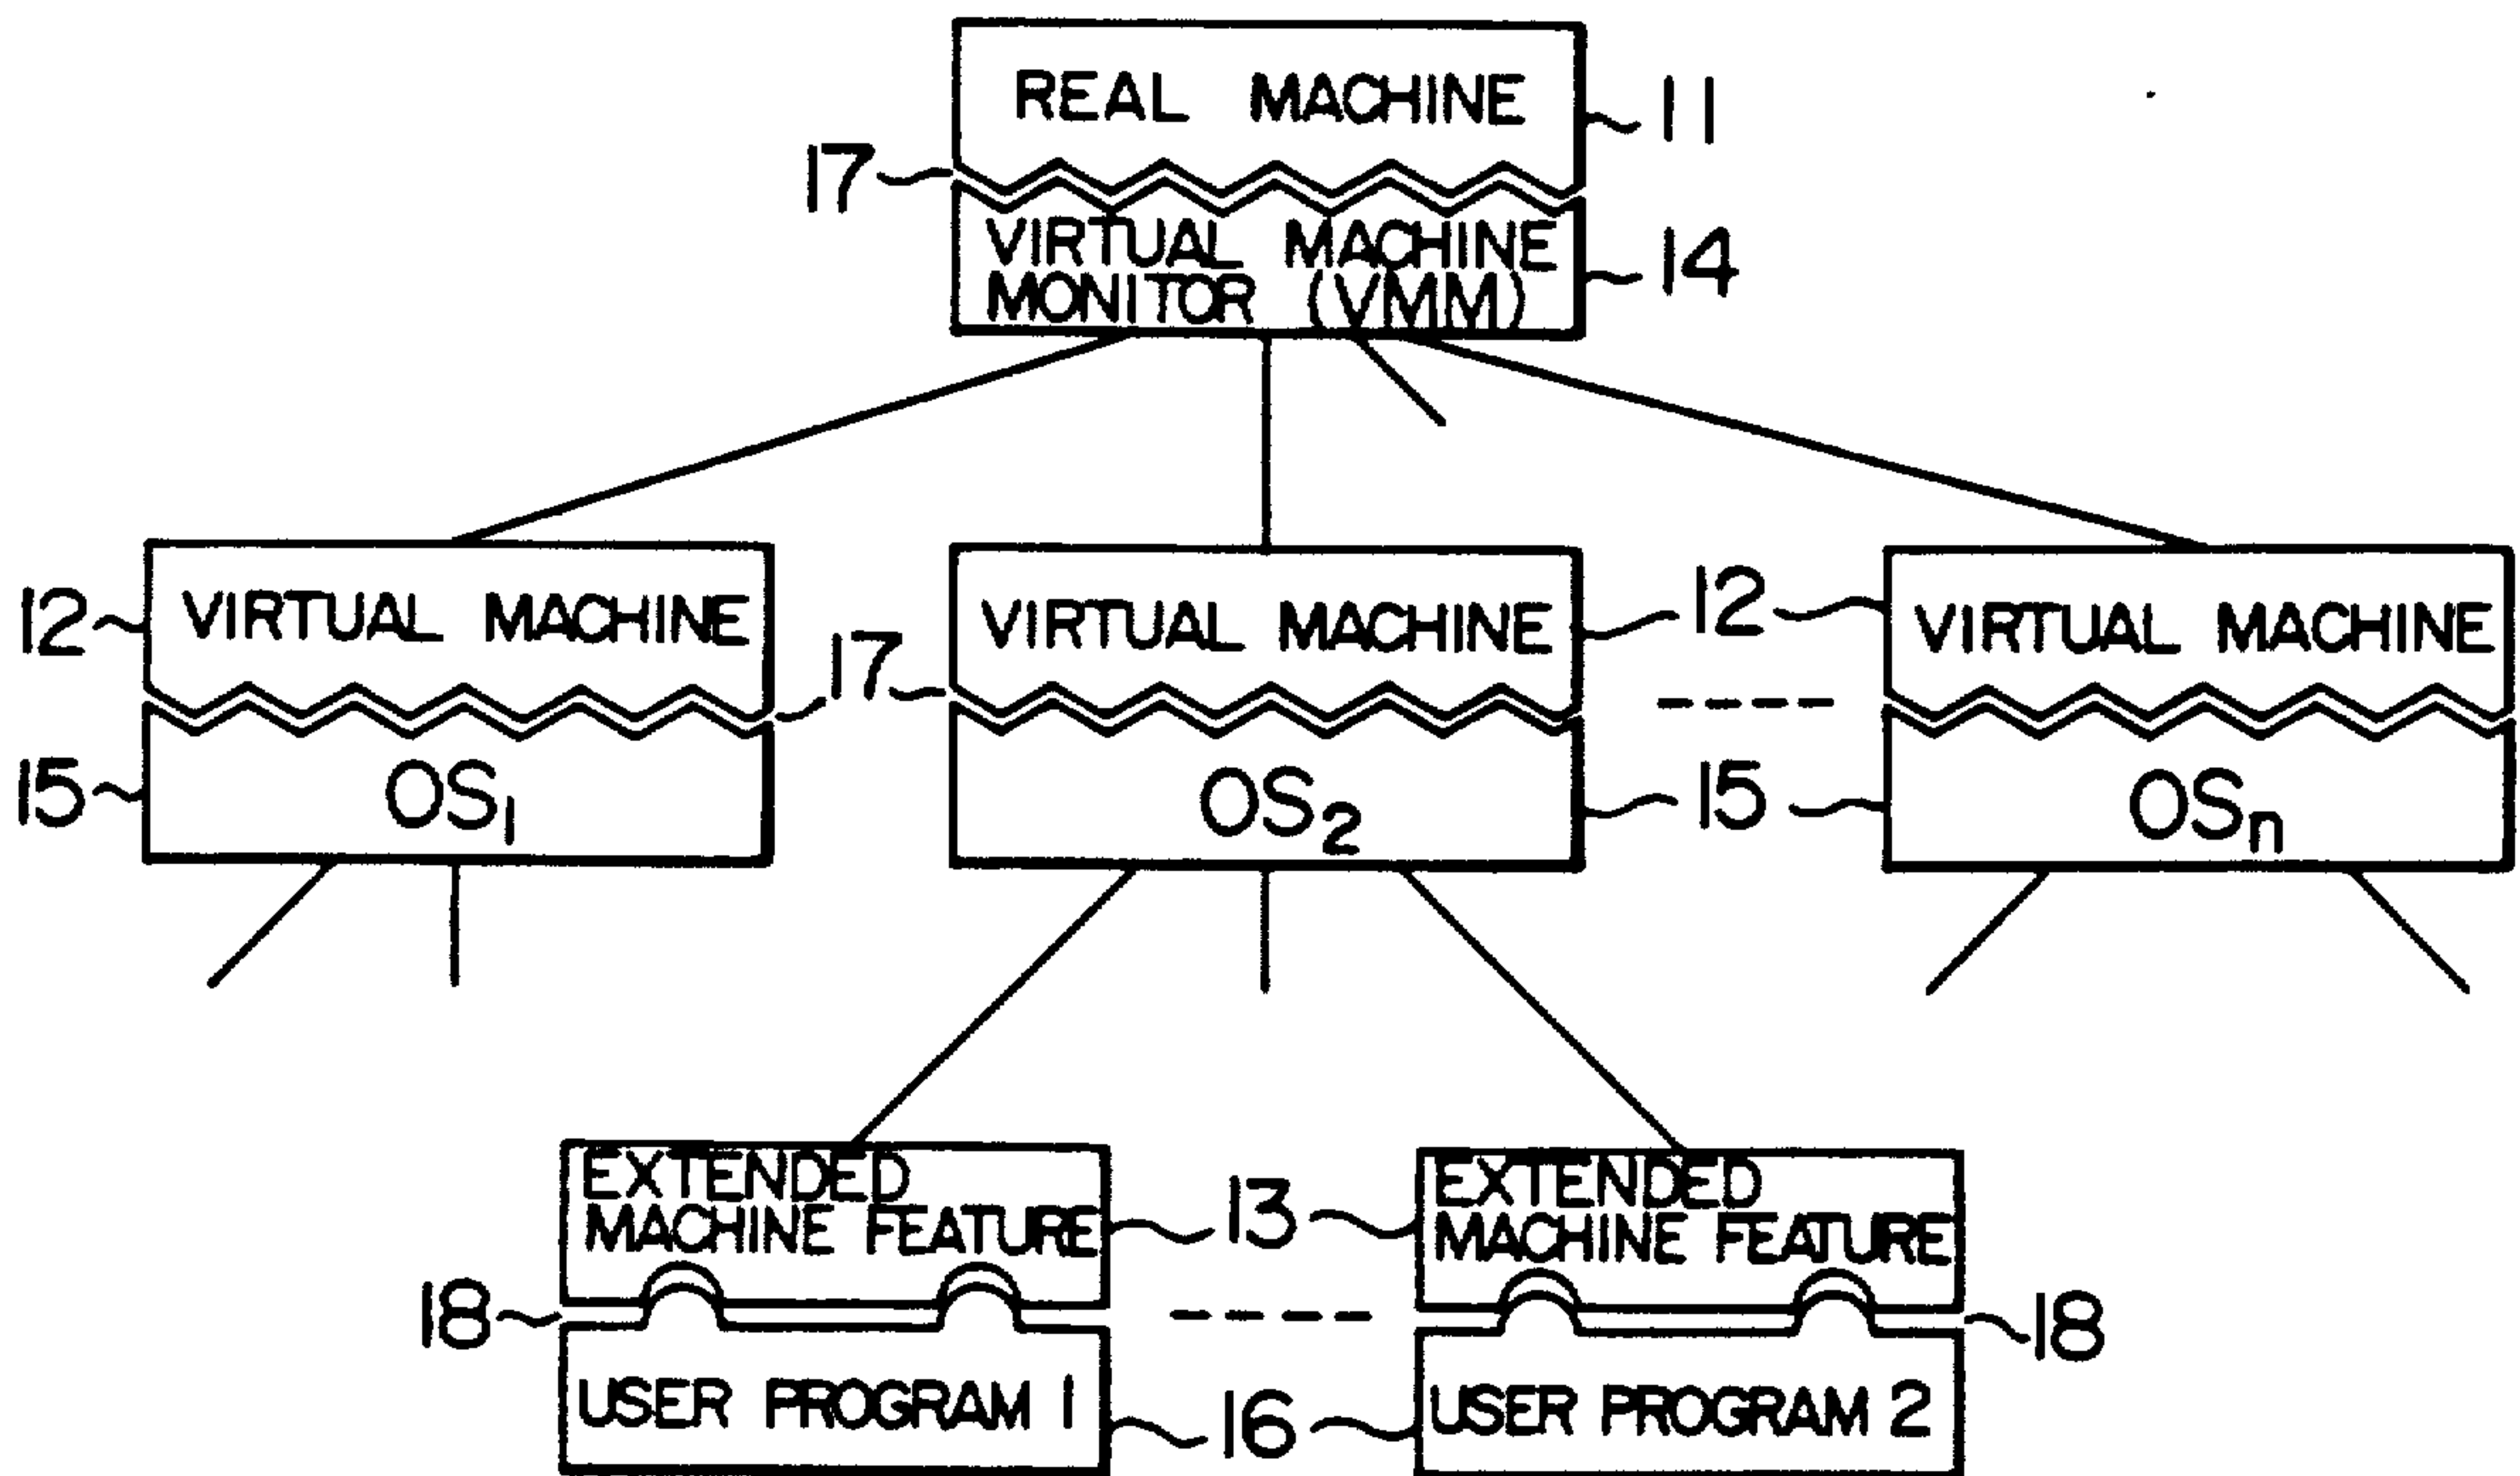 REAL MACHINE
11
17
VIRTUAL MACHINE
MONITOR (VMM)
14
12
VIRTUAL MACHINE
17
VIRTUAL MACHINE
12
VIRTUAL MACHINE
15
OS1
OS2
15
OSn
EXTENDED
MACHINE FEATURE
13
EXTENDED
MACHINE FEATURE
18
18
USER PROGRAM 1
16
USER PROGRAM 2